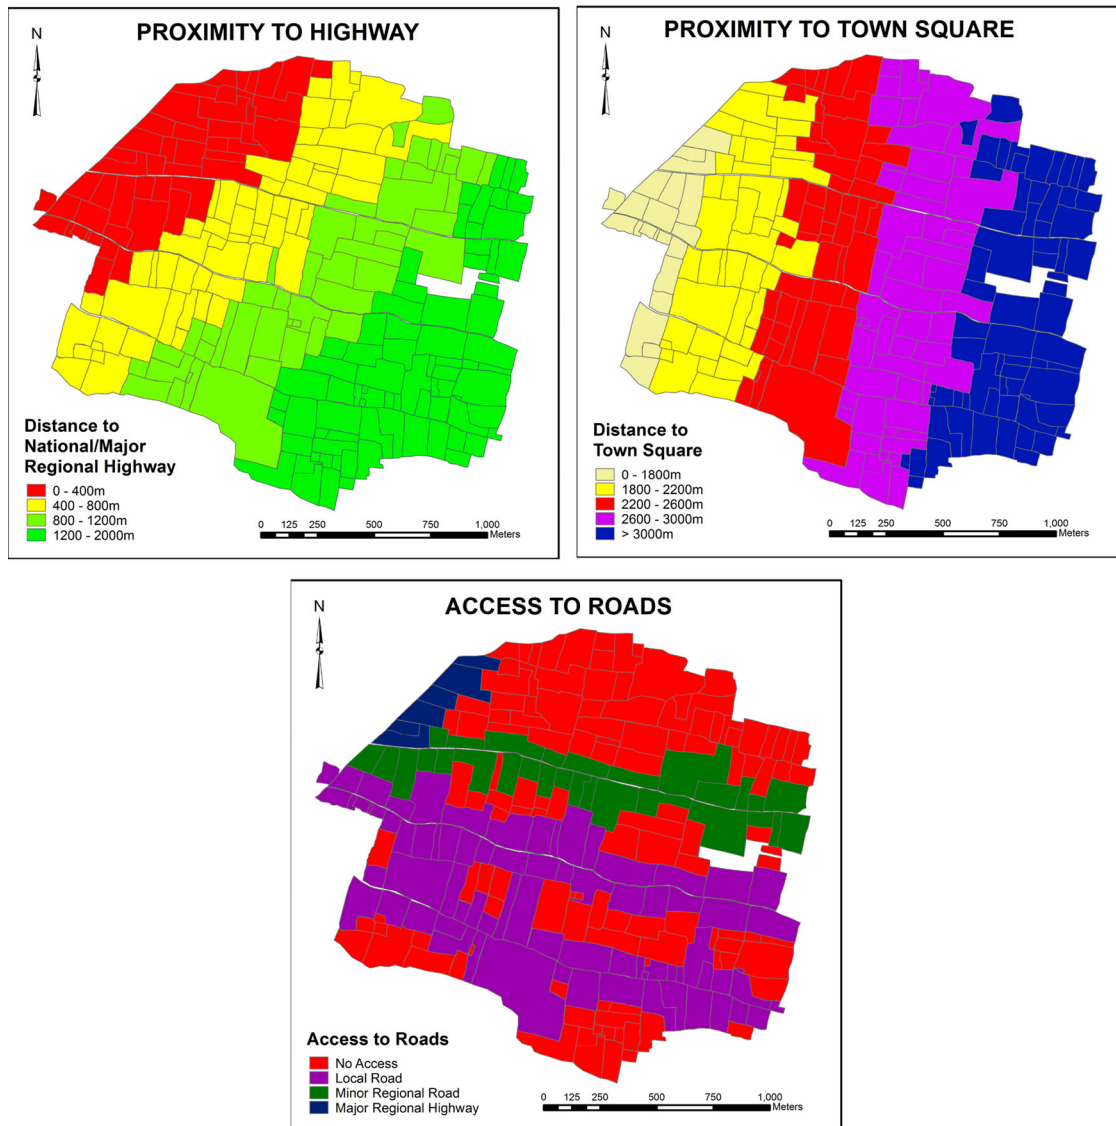 PROXIMITY TO HIGHWAY
N
Distance to
National/Major
Regional Highway
0 - 400m
400 - 800m
800 - 1200m
1200 - 2000m
0 125 250 500 750 1,000
Meters
PROXIMITY TO TOWN SQUARE
N
Distance to
Town Square
0 - 1800m
1800 - 2200m
2200 - 2600m
2600 - 3000m
> 3000m
0 125 250 500 750 1,000
Meters
ACCESS TO ROADS
N
Access to Roads
No Access
Local Road
Minor Regional Road
Major Regional Highway
0 125 250 500 750 1,000
Meters